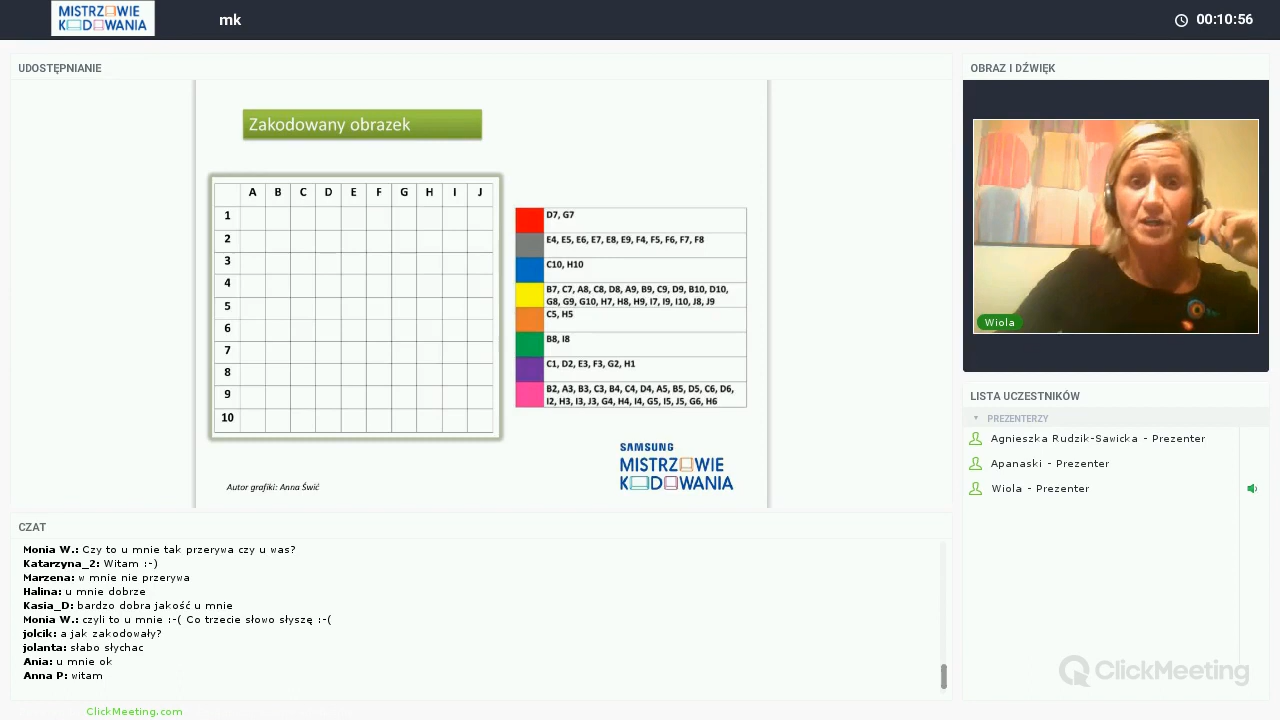 MISTRZOWIE
KODOWANIA
mk
00:10:56
UDOSTĘPNIANIE
Zakodowany obrazek
A B C D E F G H I J
1
2
3
4
5
6
7
8
9
10
D7, G7
E4, E5, E6, E7, E8, E9, F4, F5, F6, F7, F8
C10, H10
B7, C7, A8, C8, D8, A9, B9, C9, D9, B10, D10,
G8, G9, G10, H7, H8, H9, I7, I9, I10, J8, J9
C5, H5
B8, I8
C1, D2, E3, F3, G2, H1
B2, A3, B3, C3, B4, C4, D4, A5, B5, D5, C6, D6,
I2, H3, I3, J3, G4, H4, I4, G5, I5, J5, G6, H6
SAMSUNG
MISTRZOWIE
KODOWANIA
Autor grafiki: Anna Świć
OBRAZ I DŹWIĘK
Wiola
LISTA UCZESTNIKÓW
PREZENTERZY
Agnieszka Rudzik-Sawicka - Prezenter
Apanaski - Prezenter
Wiola - Prezenter
CZAT
Monia W.: Czy to u mnie tak przerywa czy u was?
Katarzyna_2: Witam :-)
Marzena: w mnie nie przerywa
Halina: u mnie dobrze
Kasia_D: bardzo dobra jakość u mnie
Monia W.: czyli to u mnie :-( Co trzecie słowo słyszę :-(
jolcik: a jak zakodowały?
jolanta: słabo słychac
Ania: u mnie ok
Anna P: witam
ClickMeeting
ClickMeeting.com